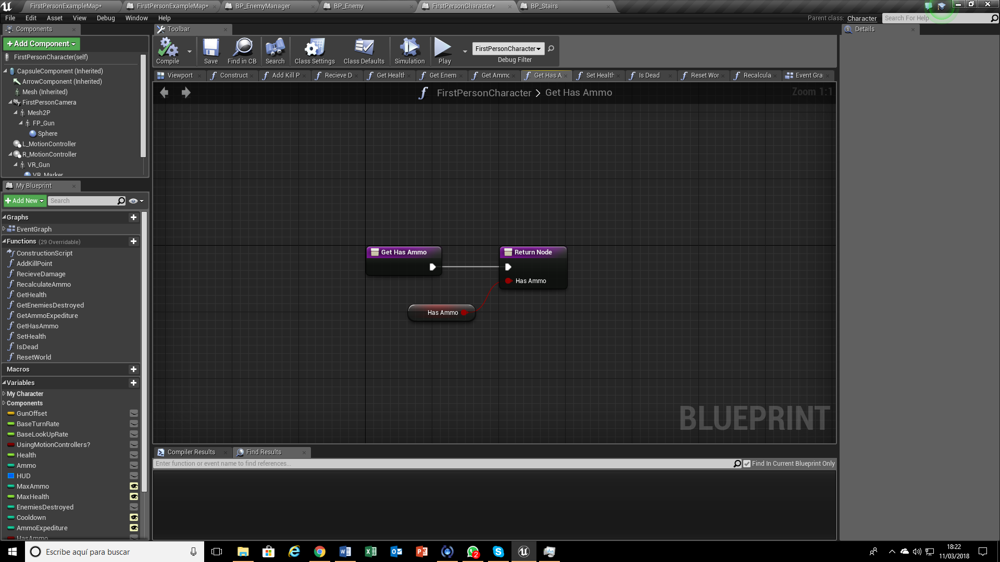 FirstPersonExampleMap*
FirstPersonExampleMap*
BP_EnemyManager
BP_Enemy
FirstPersonCharacter*
BP_Stairs
File Edit Asset View Debug Window Help
Parent class: Character
Search For Help
Components
Toolbar
Details
Add Component
FirstPersonCharacter(self)
CapsuleComponent (Inherited)
ArrowComponent (Inherited)
Mesh (Inherited)
FirstPersonCamera
Mesh2P
FP_Gun
Sphere
L_MotionController
R_MotionController
VR_Gun
VR_Marker
Compile
Save
Find in CB
Search
Class Settings
Class Defaults
Simulation
Play
FirstPersonCharacter
Debug Filter
Viewport
Construct
Add Kill P
Recieve D
Get Health
Get Enem
Get Ammo
Get Has A
Set Health
Is Dead
Reset Wor
Recalcula
Event Gra
FirstPersonCharacter > Get Has Ammo
Zoom 1:1
Get Has Ammo
Return Node
Has Ammo
Has Ammo
BLUEPRINT
My Blueprint
Add New
Search
Graphs
EventGraph
Functions (29 Overridable)
ConstructionScript
AddKillPoint
RecieveDamage
RecalculateAmmo
GetHealth
GetEnemiesDestroyed
GetAmmoExpediture
GetHasAmmo
SetHealth
IsDead
ResetWorld
Macros
Variables
My Character
Components
GunOffset
BaseTurnRate
BaseLookUpRate
UsingMotionControllers?
Health
Ammo
HUD
MaxAmmo
MaxHealth
EnemiesDestroyed
Cooldown
AmmoExpediture
HasAmmo
Compiler Results
Find Results
Enter function or event name to find references...
Find In Current Blueprint Only
Escribe aquí para buscar
2
18:22
11/03/2018